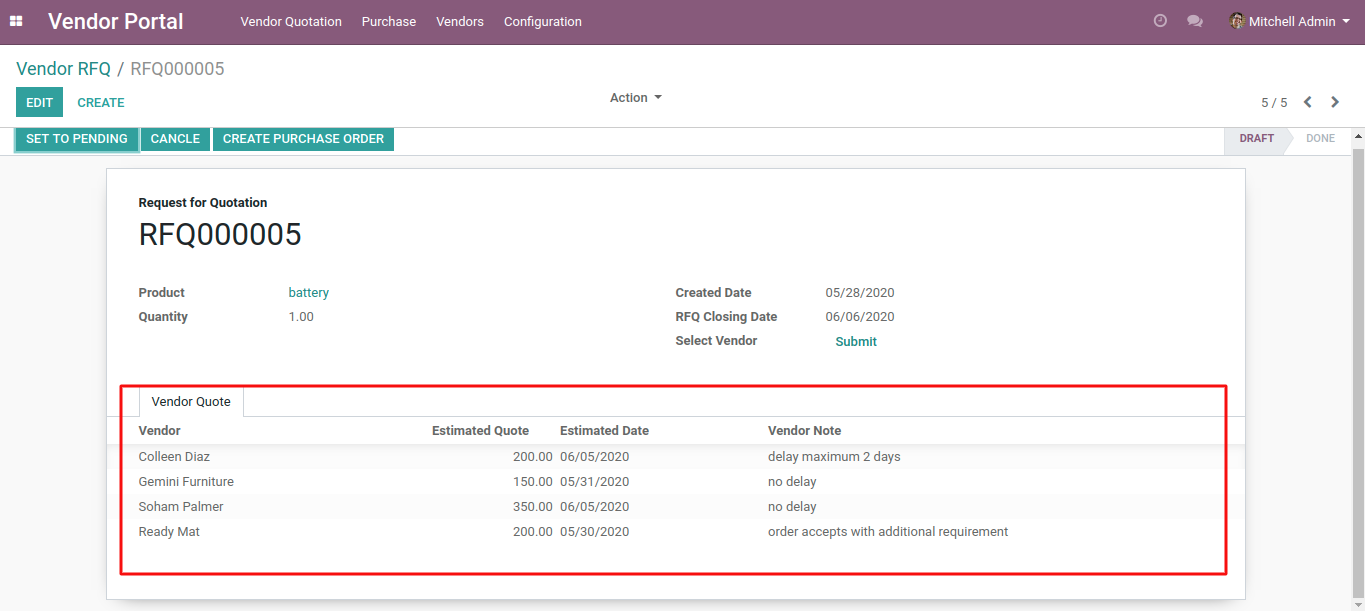 Vendor Portal Vendor Quotation Purchase Vendors Configuration Mitchell Admin
Vendor RFQ / RFQ000005
EDIT CREATE Action 5 / 5
SET TO PENDING CANCLE CREATE PURCHASE ORDER DRAFT DONE
Request for Quotation
RFQ000005
Product battery Created Date 05/28/2020
Quantity 1.00 RFQ Closing Date 06/06/2020
Select Vendor Submit
Vendor Quote
Vendor Estimated Quote Estimated Date Vendor Note
Colleen Diaz 200.00 06/05/2020 delay maximum 2 days
Gemini Furniture 150.00 05/31/2020 no delay
Soham Palmer 350.00 06/05/2020 no delay
Ready Mat 200.00 05/30/2020 order accepts with additional requirement